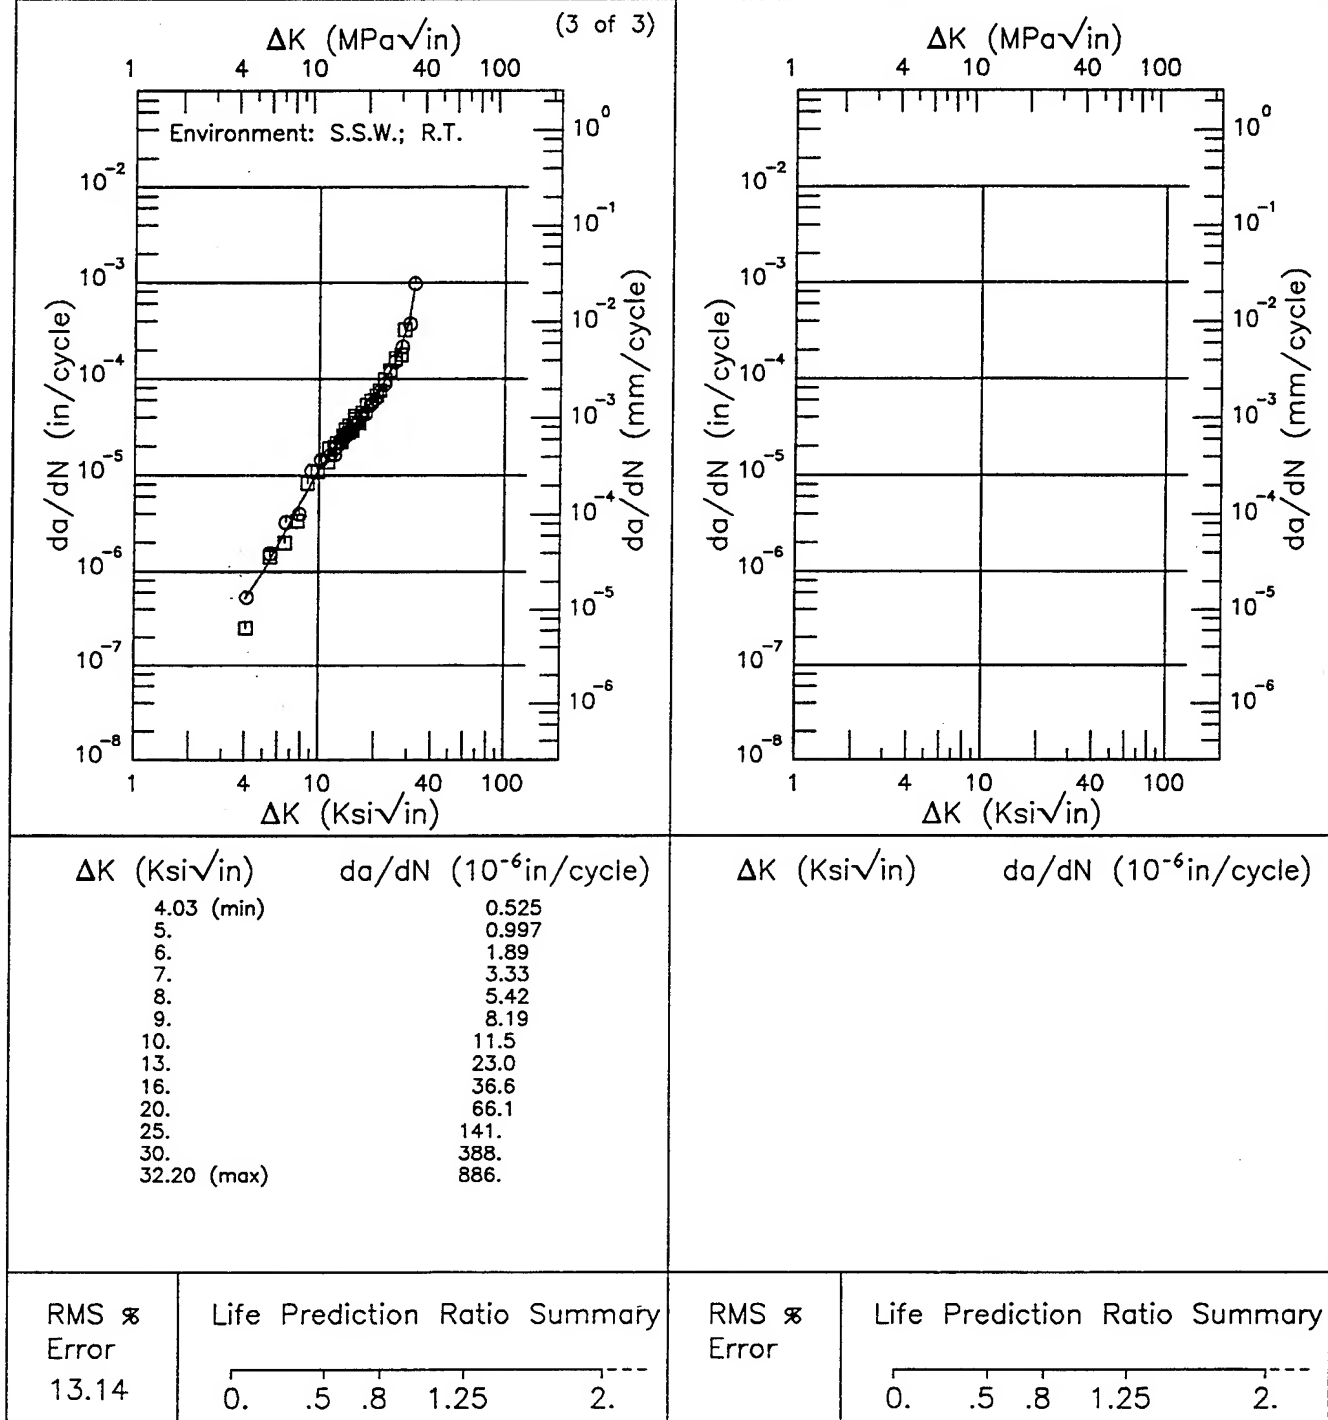 (3 of 3)
ΔK (MPa√in)
1 4 10 40 100
Environment: S.S.W.; R.T.
10⁻²
10⁻³
10⁻⁴
10⁻⁵
10⁻⁶
10⁻⁷
10⁻⁸
da/dN (in/cycle)
10⁰
10⁻¹
10⁻²
10⁻³
10⁻⁴
10⁻⁵
10⁻⁶
da/dN (mm/cycle)
1 4 10 40 100
ΔK (Ksi√in)
ΔK (MPa√in)
1 4 10 40 100
10⁻²
10⁻³
10⁻⁴
10⁻⁵
10⁻⁶
10⁻⁷
10⁻⁸
da/dN (in/cycle)
10⁰
10⁻¹
10⁻²
10⁻³
10⁻⁴
10⁻⁵
10⁻⁶
da/dN (mm/cycle)
1 4 10 40 100
ΔK (Ksi√in)
ΔK (Ksi√in) da/dN (10⁻⁶in/cycle)
4.03 (min) 0.525
5. 0.997
6. 1.89
7. 3.33
8. 5.42
9. 8.19
10. 11.5
13. 23.0
16. 36.6
20. 66.1
25. 141.
30. 388.
32.20 (max) 886.
ΔK (Ksi√in) da/dN (10⁻⁶in/cycle)
RMS %
Error
13.14
Life Prediction Ratio Summary
0. .5 .8 1.25 2.
RMS %
Error
Life Prediction Ratio Summary
0. .5 .8 1.25 2.